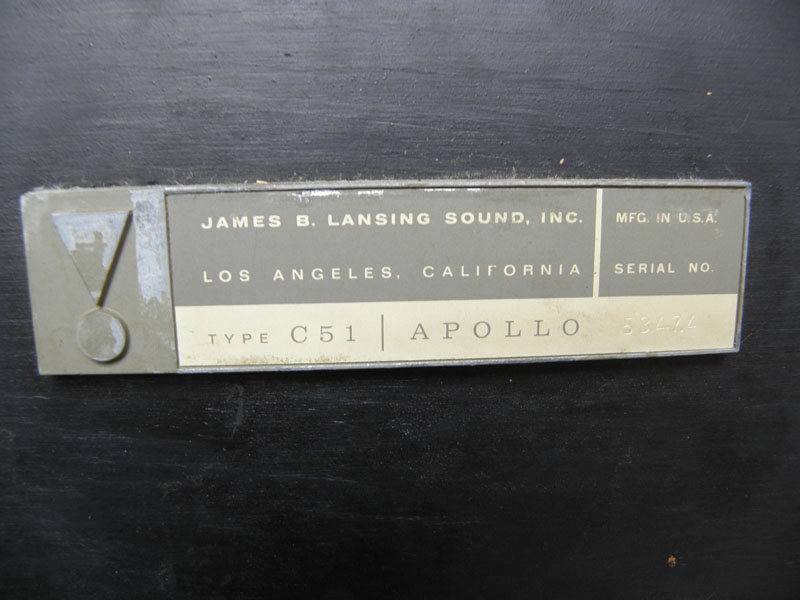 JAMES B. LANSING SOUND, INC.
LOS ANGELES, CALIFORNIA
MFG. IN U.S.A.
SERIAL NO.
TYPE C51 | APOLLO